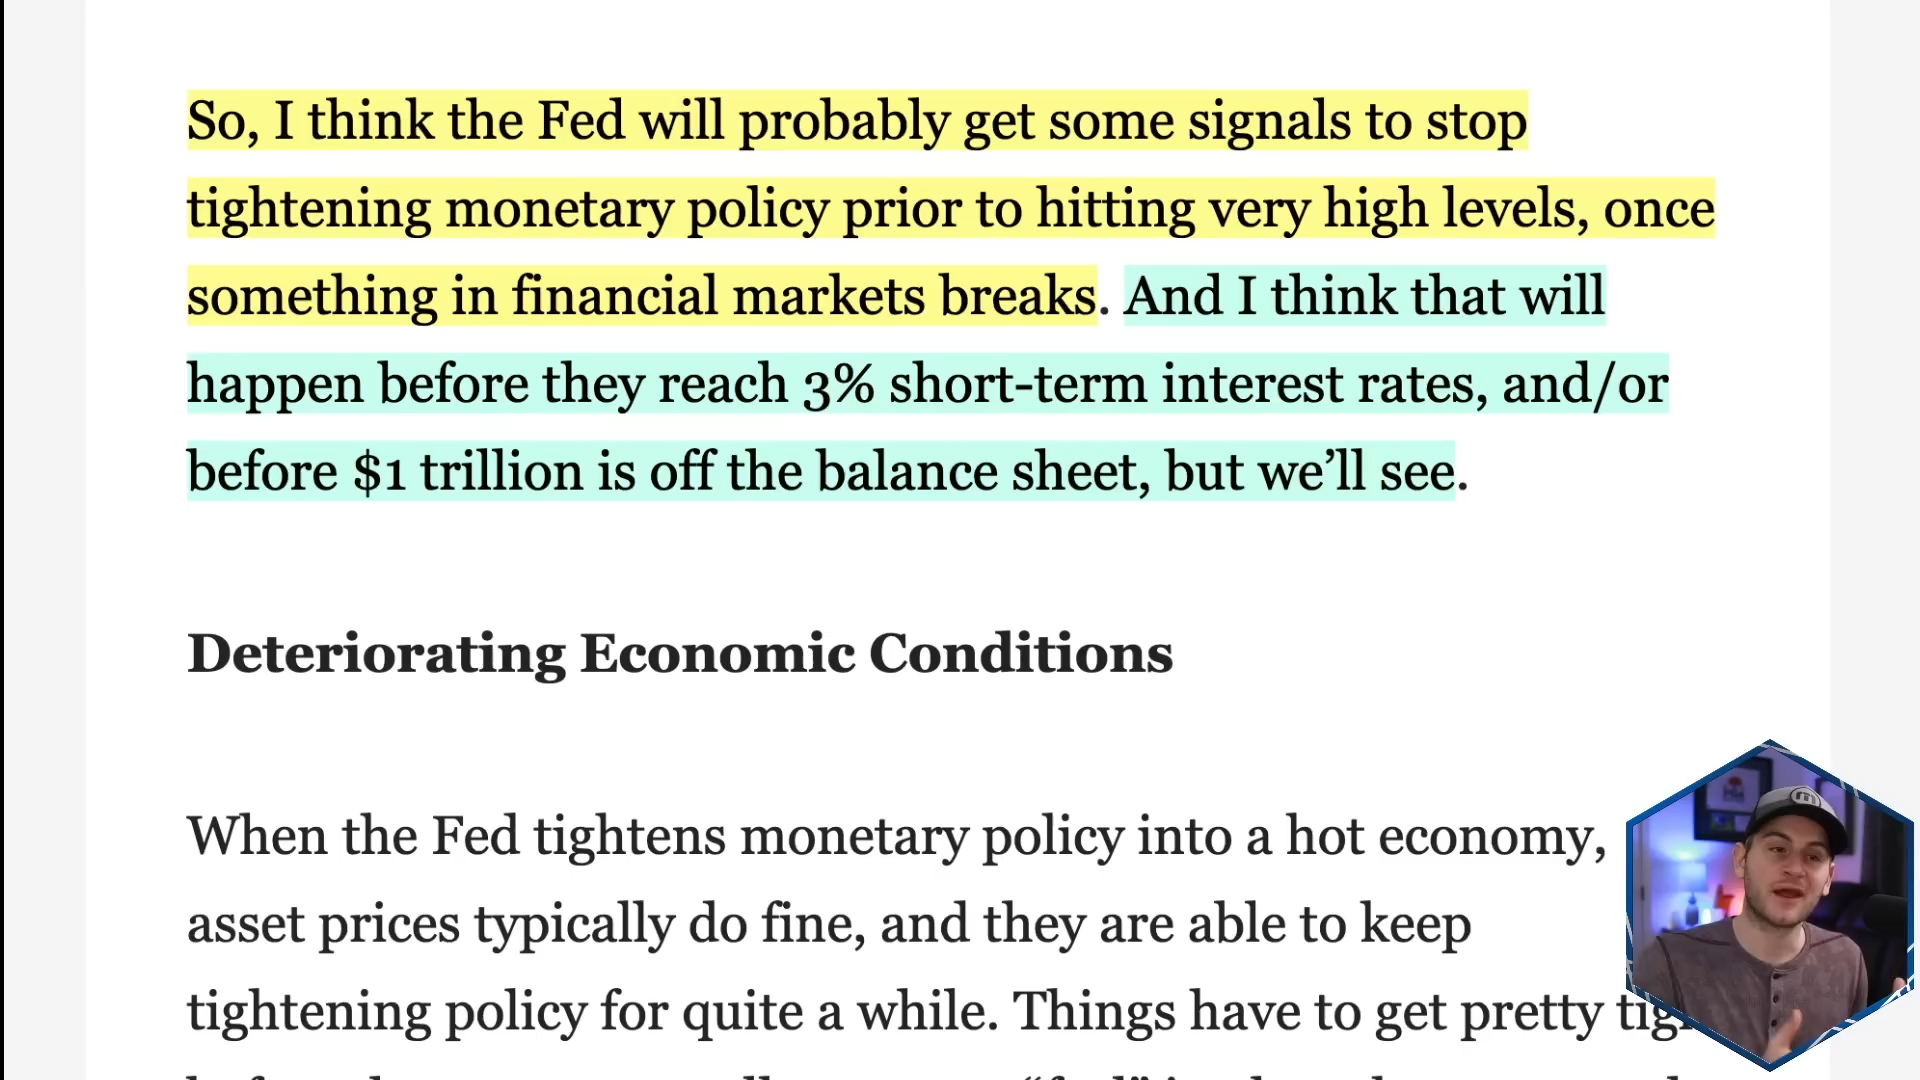 So, I think the Fed will probably get some signals to stop
tightening monetary policy prior to hitting very high levels, once
something in financial markets breaks. And I think that will
happen before they reach 3% short-term interest rates, and/or
before $1 trillion is off the balance sheet, but we’ll see.
Deteriorating Economic Conditions
When the Fed tightens monetary policy into a hot economy,
asset prices typically do fine, and they are able to keep
tightening policy for quite a while. Things have to get pretty